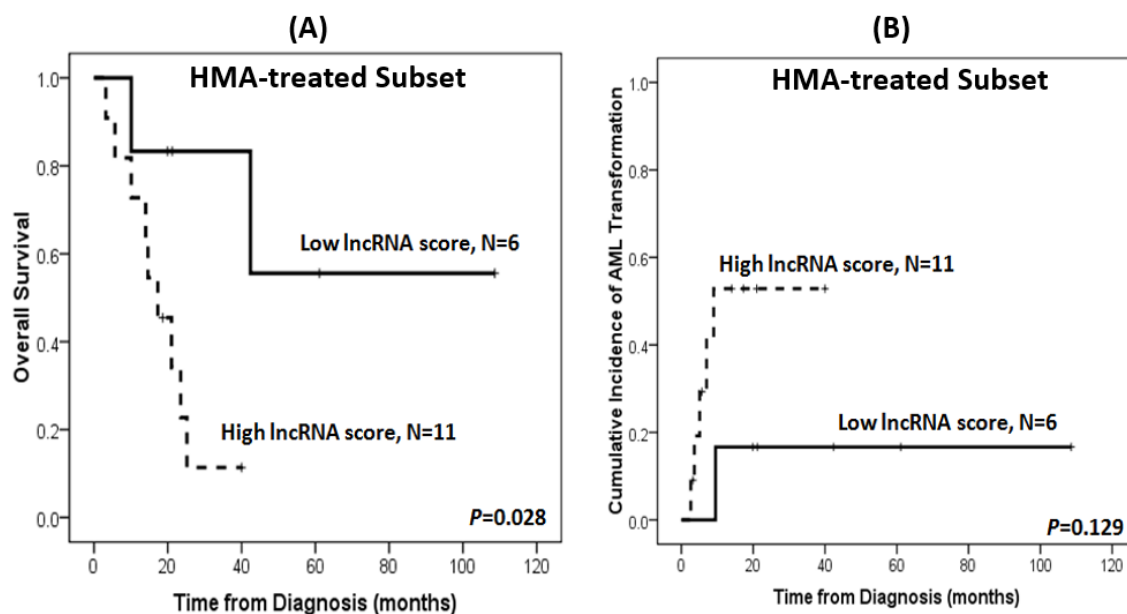 (A)
HMA-treated Subset
Overall Survival
1.0
0.8
0.6
0.4
0.2
0.0
Low lncRNA score, N=6
High lncRNA score, N=11
P=0.028
0 20 40 60 80 100 120
Time from Diagnosis (months)
(B)
HMA-treated Subset
Cumulative Incidence of AML Transformation
1.0
0.8
0.6
0.4
0.2
0.0
High lncRNA score, N=11
Low lncRNA score, N=6
P=0.129
0 20 40 60 80 100 120
Time from Diagnosis (months)